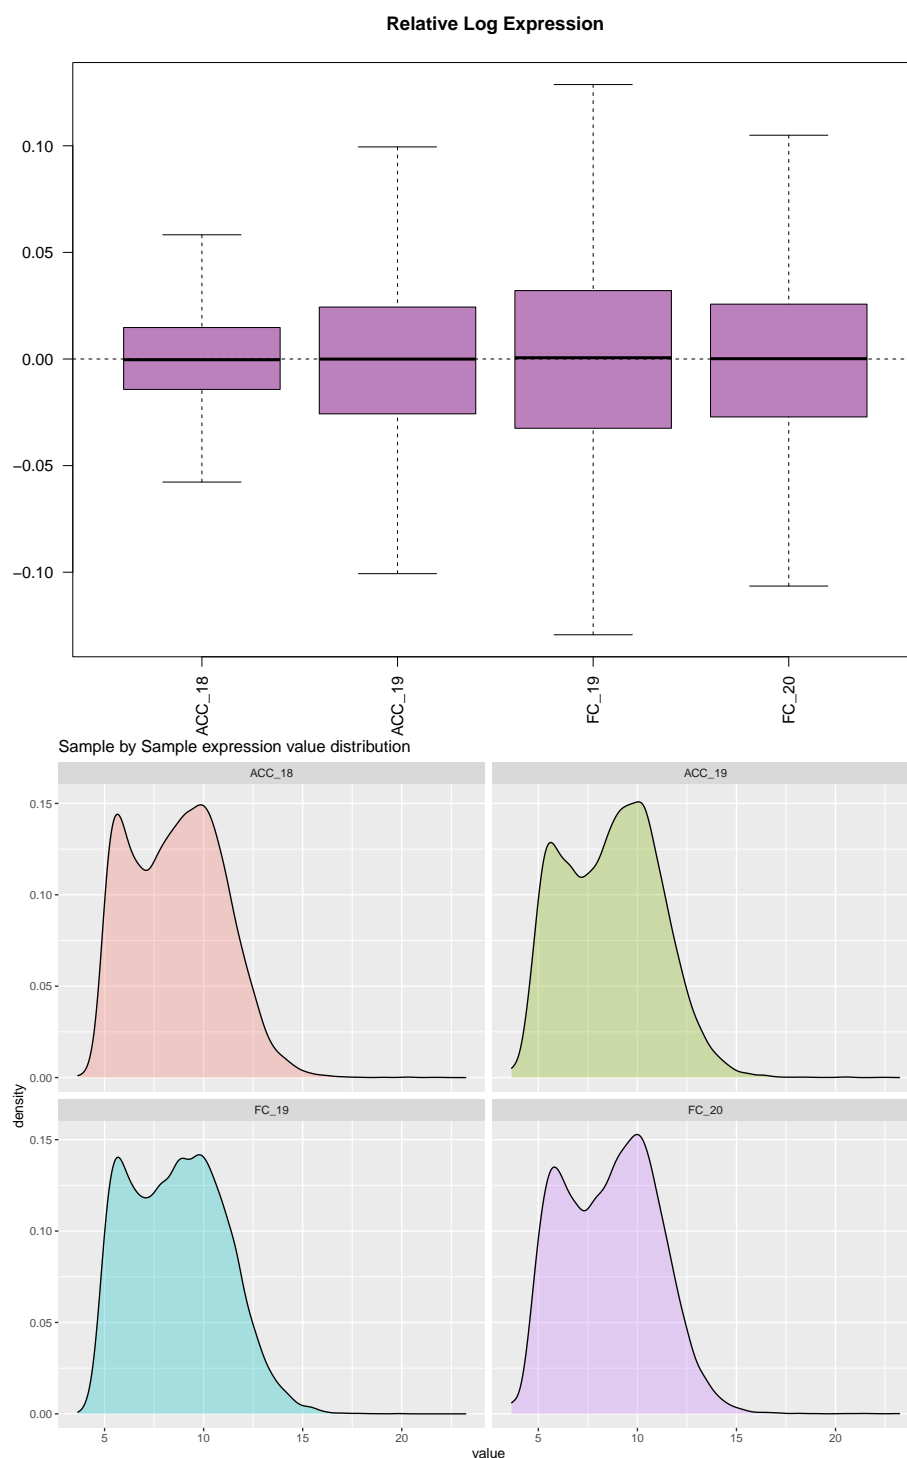 Relative Log Expression
0.10
0.05
0.00
−0.05
−0.10
ACC_18
ACC_19
FC_19
FC_20
Sample by Sample expression value distribution
ACC_18
ACC_19
0.15
0.10
0.05
0.00
FC_19
FC_20
0.15
0.10
0.05
0.00
density
5
10
15
20
5
10
15
20
value